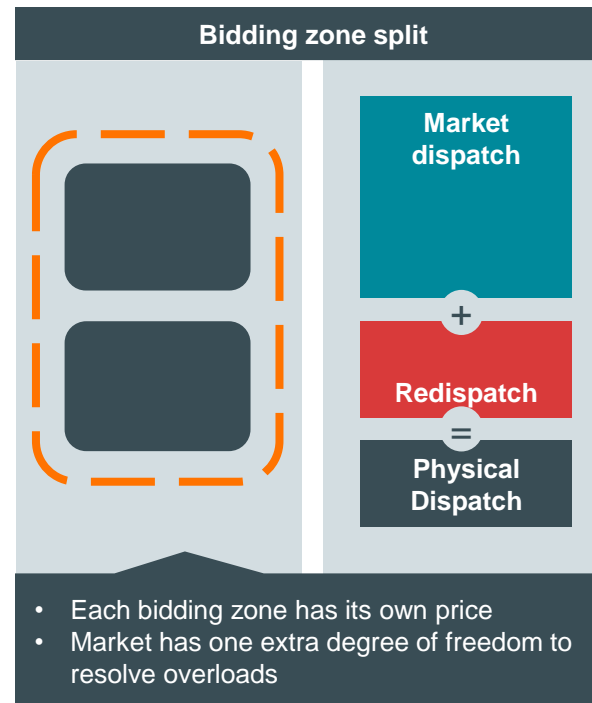 Bidding zone split
Market
dispatch
+
Redispatch
=
Physical
Dispatch
• Each bidding zone has its own price
• Market has one extra degree of freedom to
resolve overloads